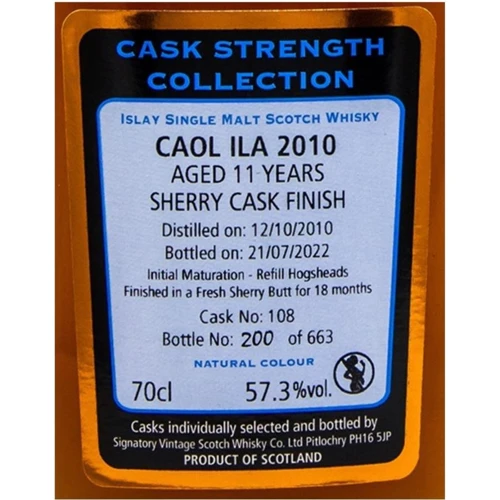 CASK STRENGTH
COLLECTION
ISLAY SINGLE MALT SCOTCH WHISKY
CAOL ILA 2010
AGED 11 YEARS
SHERRY CASK FINISH
Distilled on: 12/10/2010
Bottled on: 21/07/2022
Initial Maturation - Refill Hogsheads
Finished in a Fresh Sherry Butt for 18 months
Cask No: 108
Bottle No: 200 of 663
NATURAL COLOUR
70cl 57.3%vol.
Casks individually selected and bottled by
Signatory Vintage Scotch Whisky Co. Ltd Pitlochry PH16 5JP
PRODUCT OF SCOTLAND